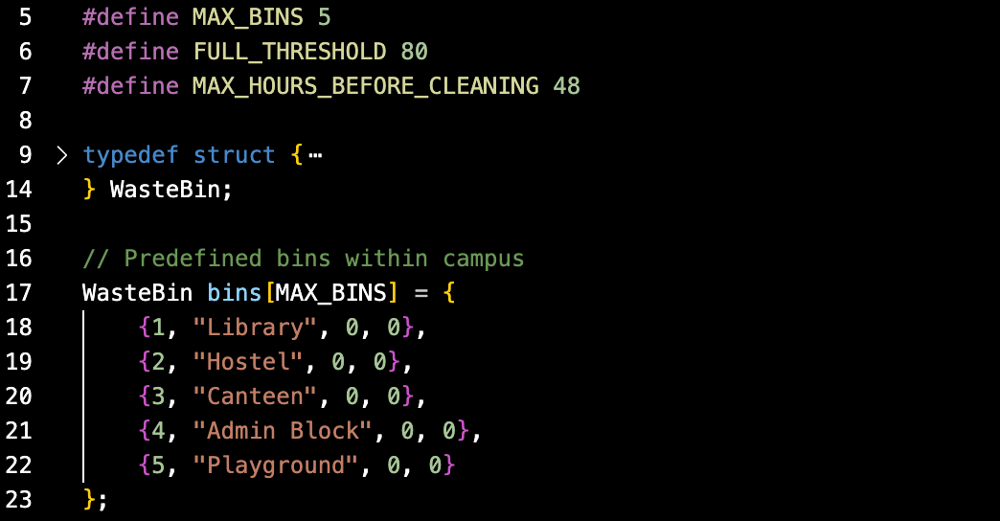 5 #define MAX_BINS 5
6 #define FULL_THRESHOLD 80
7 #define MAX_HOURS_BEFORE_CLEANING 48
8
9 > typedef struct {⋯
14 } WasteBin;
15
16 // Predefined bins within campus
17 WasteBin bins[MAX_BINS] = {
18     {1, "Library", 0, 0},
19     {2, "Hostel", 0, 0},
20     {3, "Canteen", 0, 0},
21     {4, "Admin Block", 0, 0},
22     {5, "Playground", 0, 0}
23 };